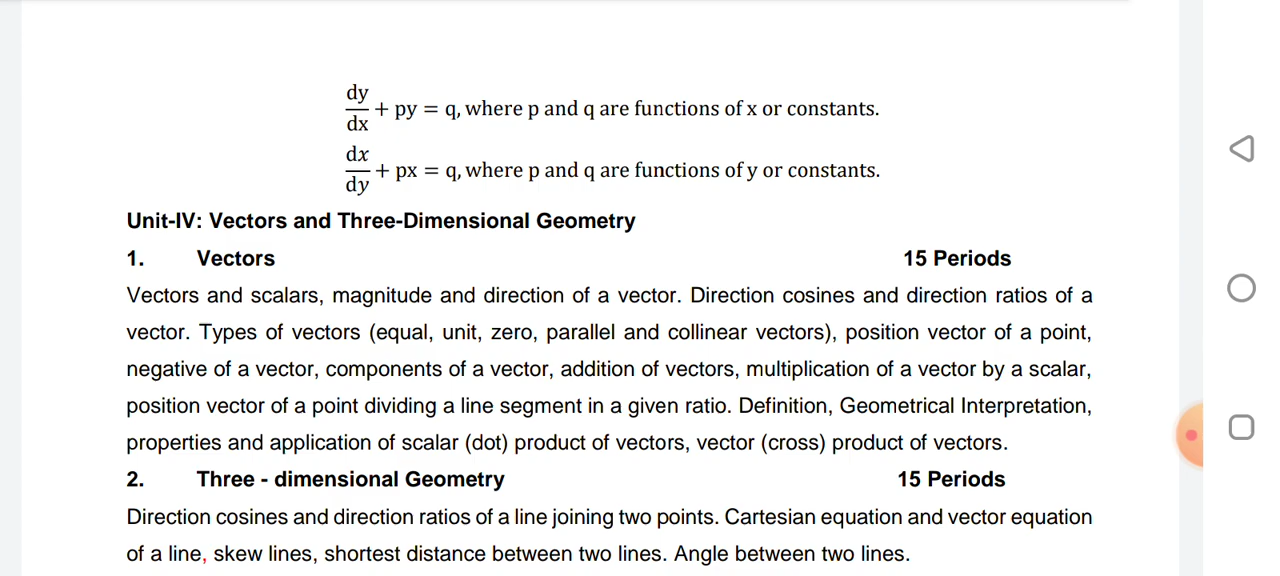 dy/dx + py = q, where p and q are functions of x or constants.
dx/dy + px = q, where p and q are functions of y or constants.
Unit-IV: Vectors and Three-Dimensional Geometry
1. Vectors 15 Periods
Vectors and scalars, magnitude and direction of a vector. Direction cosines and direction ratios of a
vector. Types of vectors (equal, unit, zero, parallel and collinear vectors), position vector of a point,
negative of a vector, components of a vector, addition of vectors, multiplication of a vector by a scalar,
position vector of a point dividing a line segment in a given ratio. Definition, Geometrical Interpretation,
properties and application of scalar (dot) product of vectors, vector (cross) product of vectors.
2. Three - dimensional Geometry 15 Periods
Direction cosines and direction ratios of a line joining two points. Cartesian equation and vector equation
of a line, skew lines, shortest distance between two lines. Angle between two lines.